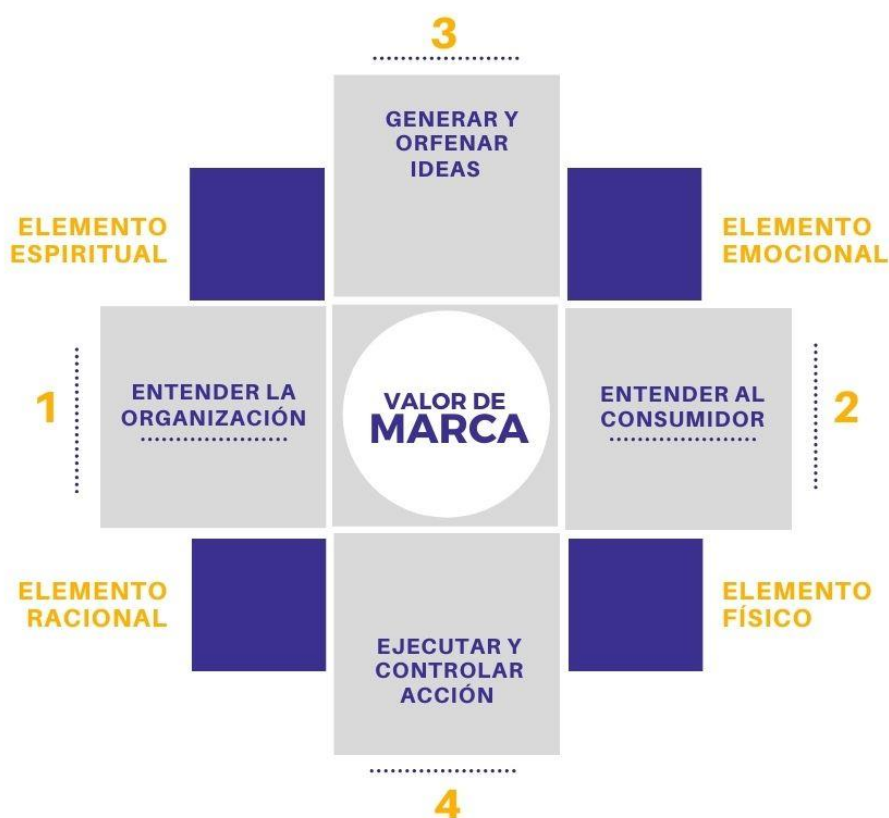 3
GENERAR Y
ORFENAR
IDEAS
ELEMENTO
ESPIRITUAL
ELEMENTO
EMOCIONAL
1
ENTENDER LA
ORGANIZACIÓN
VALOR DE
MARCA
ENTENDER AL
CONSUMIDOR
2
ELEMENTO
RACIONAL
ELEMENTO
FÍSICO
EJECUTAR Y
CONTROLAR
ACCIÓN
4